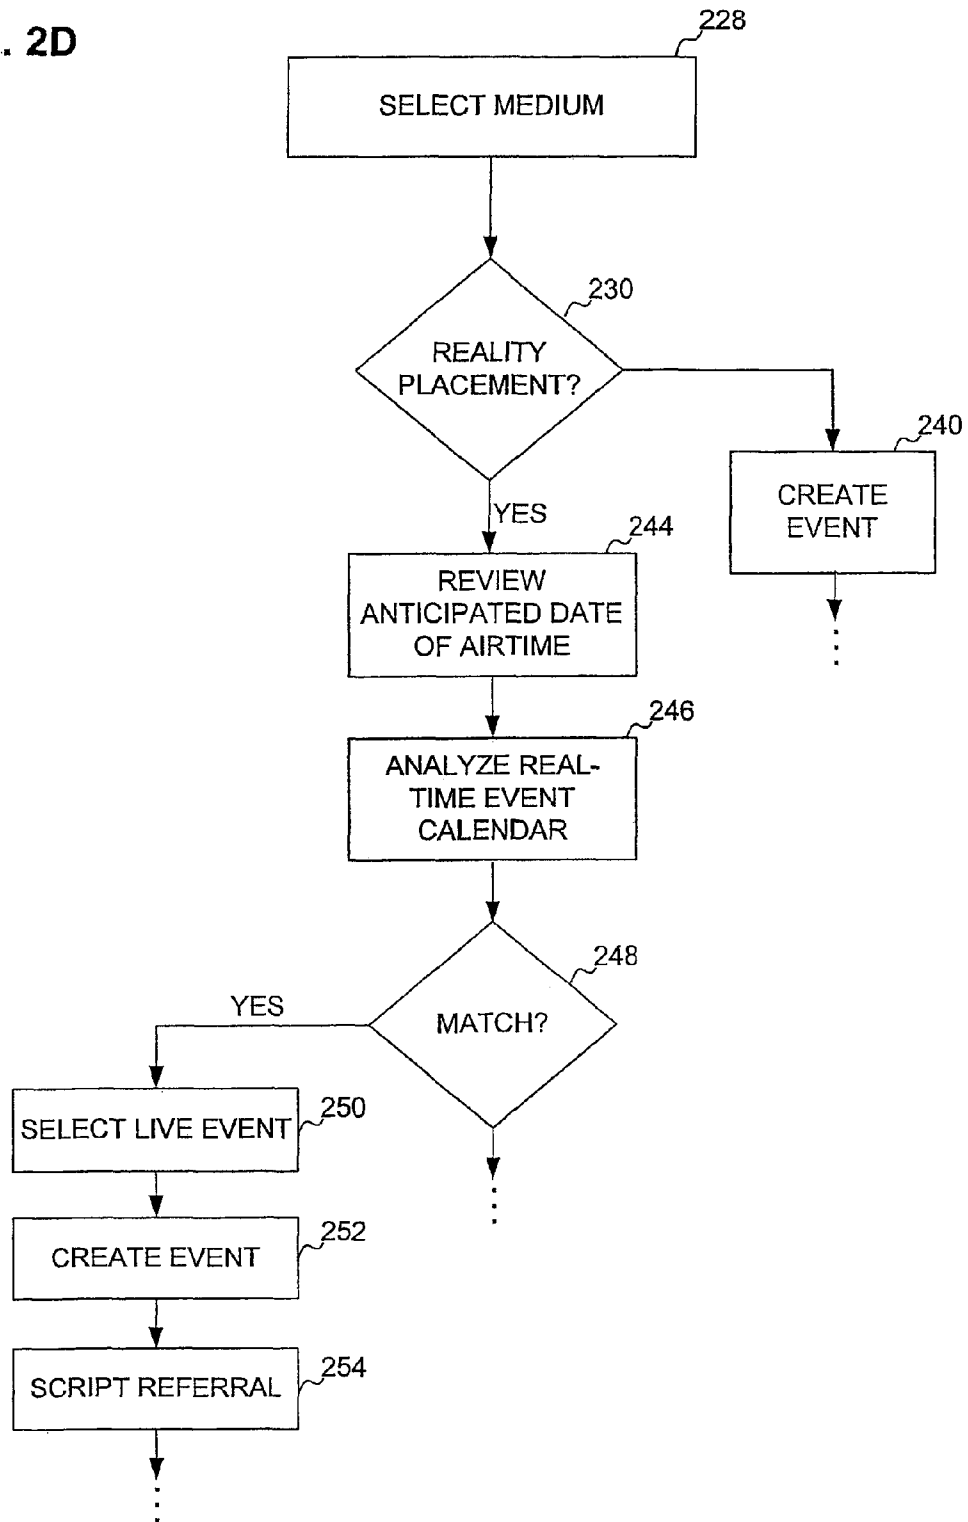 . 2D
228
SELECT MEDIUM
230
REALITY
PLACEMENT?
240
CREATE
EVENT
YES
244
REVIEW
ANTICIPATED DATE
OF AIRTIME
246
ANALYZE REAL-
TIME EVENT
CALENDAR
248
MATCH?
YES
250
SELECT LIVE EVENT
252
CREATE EVENT
254
SCRIPT REFERRAL